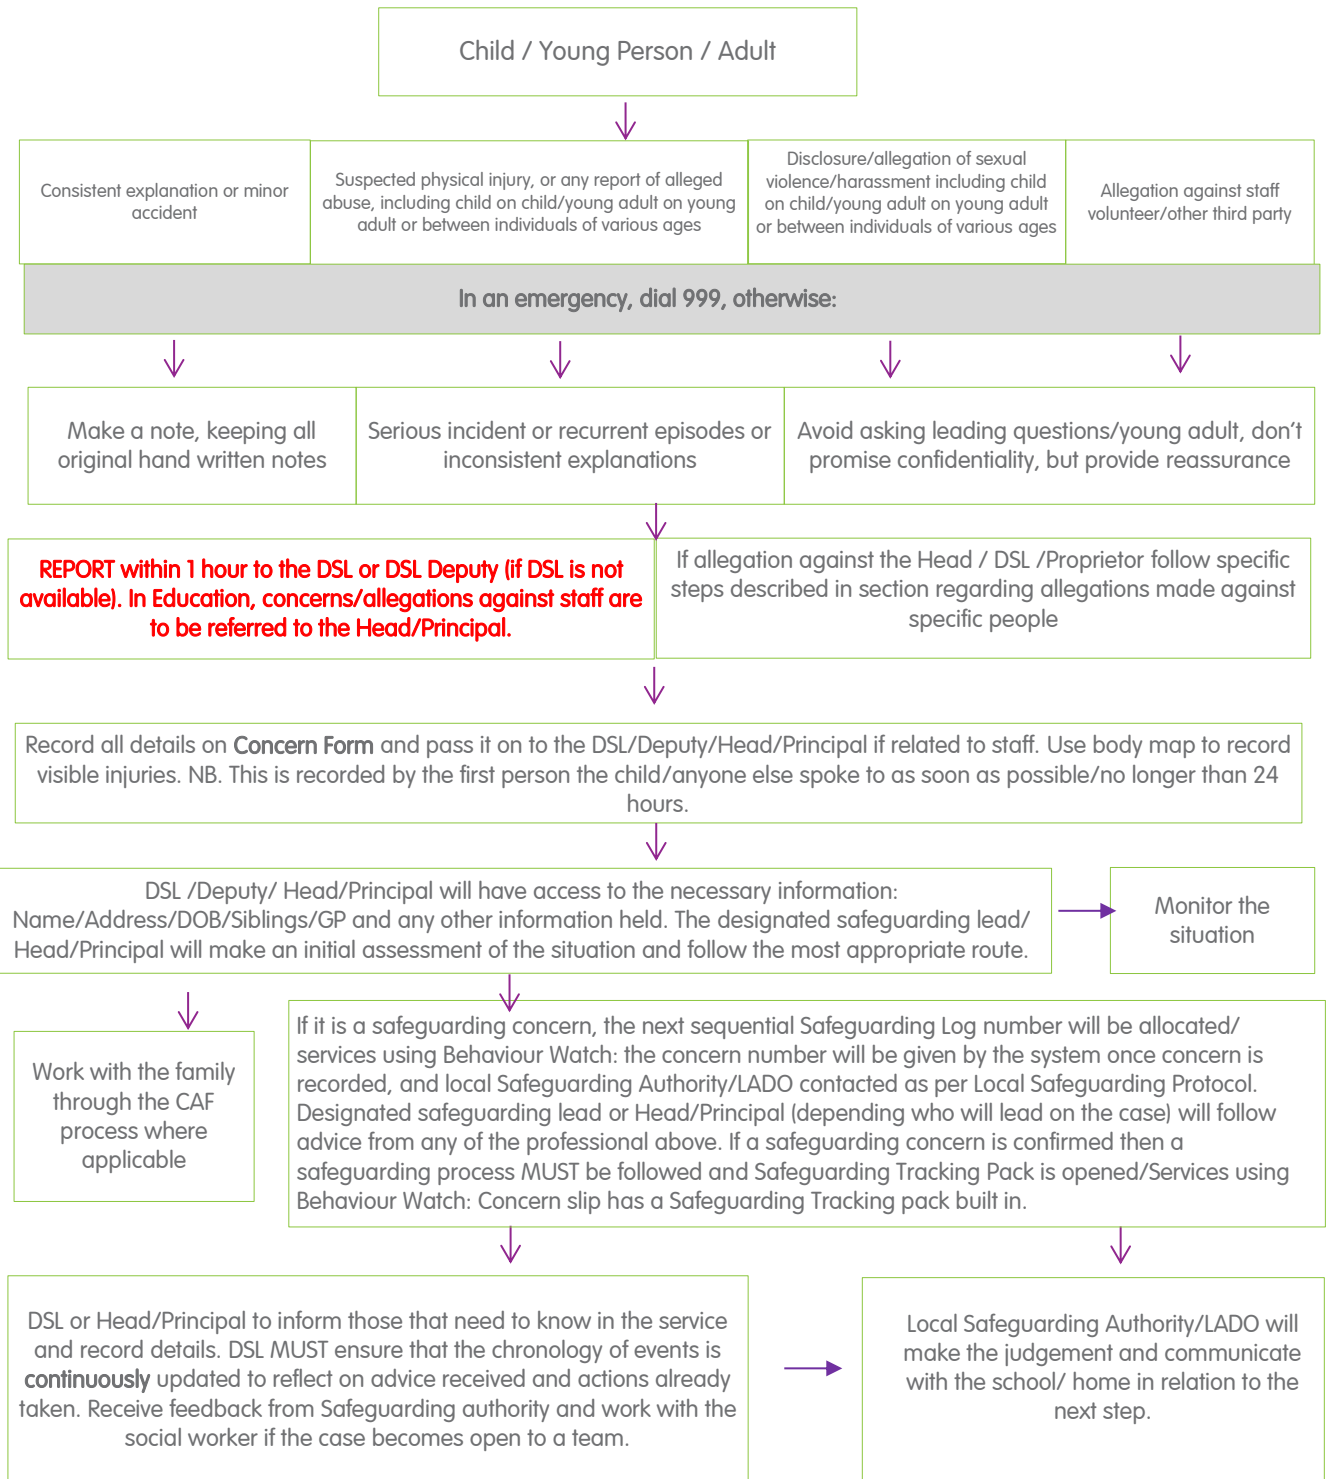 Child / Young Person / Adult
Consistent explanation or minor
accident
Suspected physical injury, or any report of alleged
abuse, including child on child/young adult on young
adult or between individuals of various ages
Disclosure/allegation of sexual
violence/harassment including child
on child/young adult on young adult
or between individuals of various ages
Allegation against staff
volunteer/other third party
In an emergency, dial 999, otherwise:
Make a note, keeping all
original hand written notes
Serious incident or recurrent episodes or
inconsistent explanations
Avoid asking leading questions/young adult, don't
promise confidentiality, but provide reassurance
REPORT within 1 hour to the DSL or DSL Deputy (if DSL is not
available). In Education, concerns/allegations against staff are
to be referred to the Head/Principal.
If allegation against the Head / DSL /Proprietor follow specific
steps described in section regarding allegations made against
specific people
Record all details on Concern Form and pass it on to the DSL/Deputy/Head/Principal if related to staff. Use body map to record
visible injuries. NB. This is recorded by the first person the child/anyone else spoke to as soon as possible/no longer than 24
hours.
DSL /Deputy/ Head/Principal will have access to the necessary information:
Name/Address/DOB/Siblings/GP and any other information held. The designated safeguarding lead/
Head/Principal will make an initial assessment of the situation and follow the most appropriate route.
Monitor the
situation
Work with the family
through the CAF
process where
applicable
If it is a safeguarding concern, the next sequential Safeguarding Log number will be allocated/
services using Behaviour Watch: the concern number will be given by the system once concern is
recorded, and local Safeguarding Authority/LADO contacted as per Local Safeguarding Protocol.
Designated safeguarding lead or Head/Principal (depending who will lead on the case) will follow
advice from any of the professional above. If a safeguarding concern is confirmed then a
safeguarding process MUST be followed and Safeguarding Tracking Pack is opened/Services using
Behaviour Watch: Concern slip has a Safeguarding Tracking pack built in.
DSL or Head/Principal to inform those that need to know in the service
and record details. DSL MUST ensure that the chronology of events is
continuously updated to reflect on advice received and actions already
taken. Receive feedback from Safeguarding authority and work with the
social worker if the case becomes open to a team.
Local Safeguarding Authority/LADO will
make the judgement and communicate
with the school/ home in relation to the
next step.